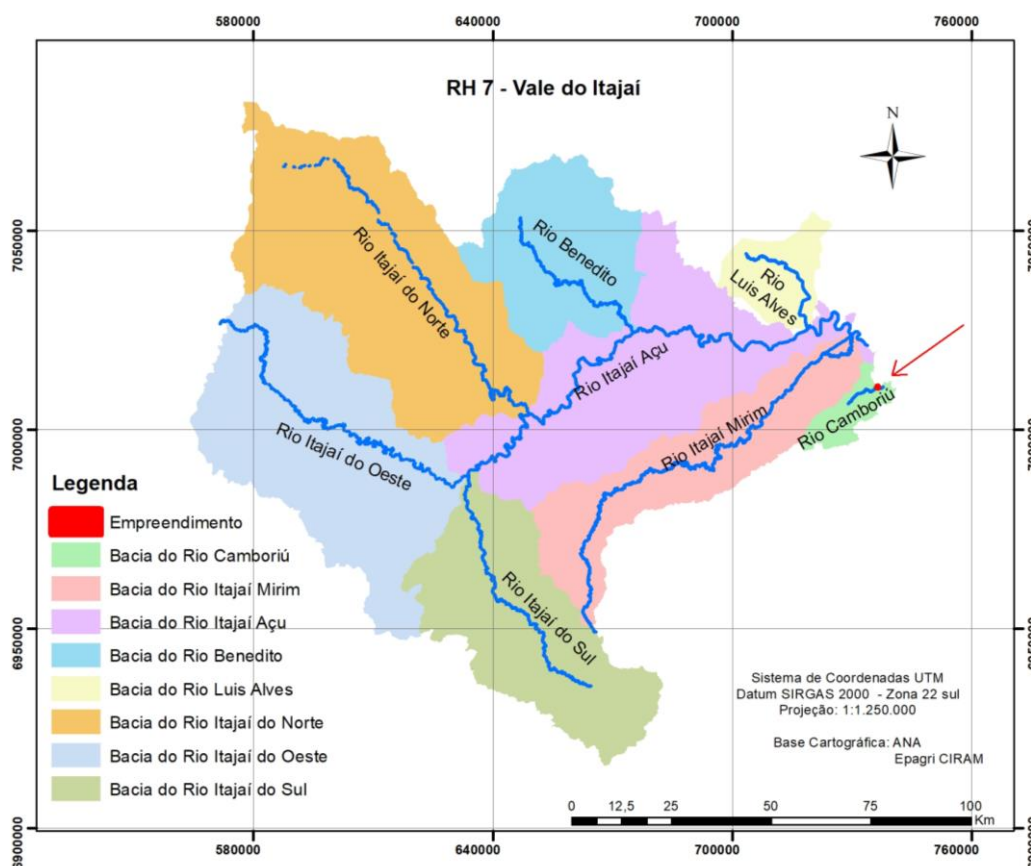 580000 640000 700000 760000
RH 7 - Vale do Itajaí
N
7050000
7000000
6950000
6900000
Rio Itajaí do Norte
Rio Benedito
Rio
Luis Alves
Rio Itajaí Açu
Rio Itajaí Mirim
Rio Camboriú
Rio Itajaí do Oeste
Rio Itajaí do Sul
Legenda
Empreendimento
Bacia do Rio Camboriú
Bacia do Rio Itajaí Mirim
Bacia do Rio Itajaí Açu
Bacia do Rio Benedito
Bacia do Rio Luis Alves
Bacia do Rio Itajaí do Norte
Bacia do Rio Itajaí do Oeste
Bacia do Rio Itajaí do Sul
Sistema de Coordenadas UTM
Datum SIRGAS 2000 - Zona 22 sul
Projeção: 1:1.250.000
Base Cartográfica: ANA
Epagri CIRAM
0 12,5 25 50 75 100
Km
580000 640000 700000 760000